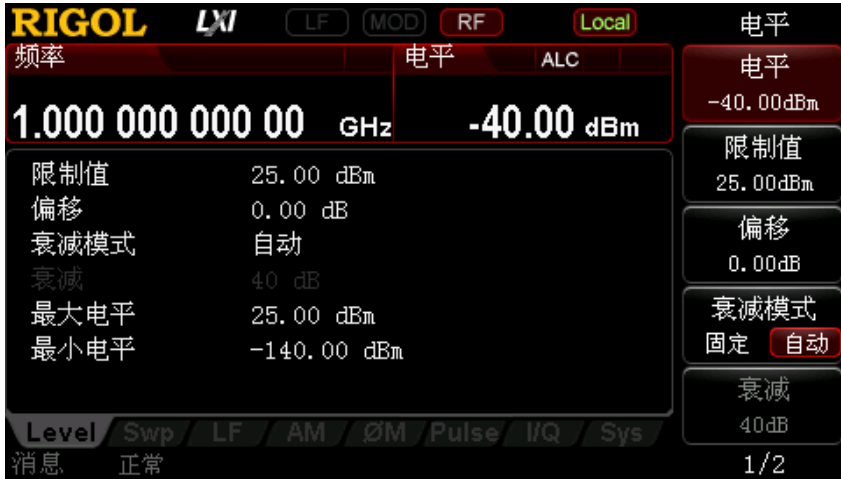 RIGOL LXI LF MOD RF Local 电平
频率 电平 ALC
1.000 000 000 00 GHz -40.00 dBm
电平
-40.00dBm
限制值 25.00 dBm
偏移 0.00 dB
衰减模式 自动
衰减 40 dB
最大电平 25.00 dBm
最小电平 -140.00 dBm
限制值
25.00dBm
偏移
0.00dB
衰减模式
固定 自动
衰减
40dB
Level Swp LF AM ØM Pulse I/Q Sys
消息 正常 1/2